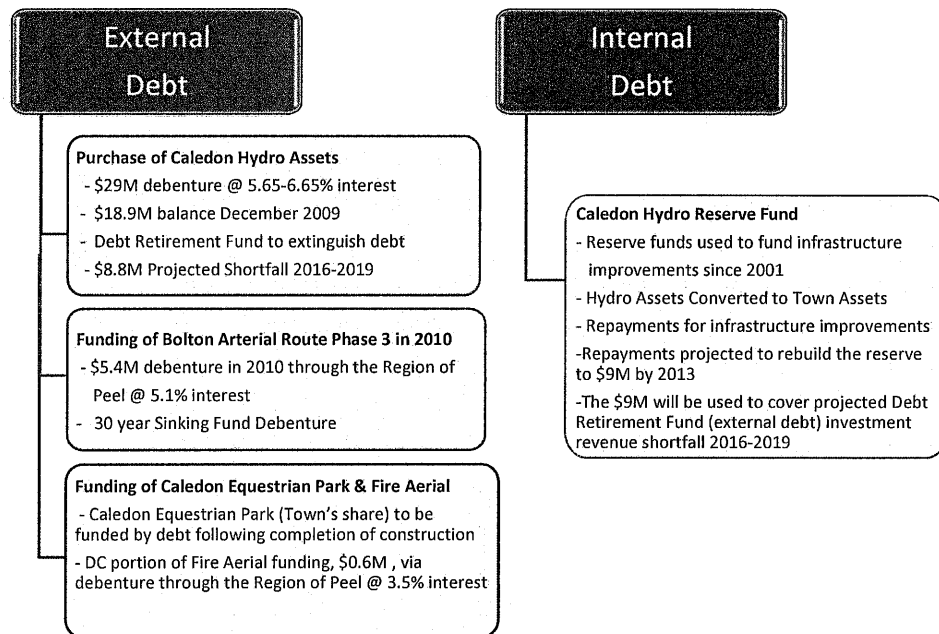 External
Debt
Purchase of Caledon Hydro Assets
- $29M debenture @ 5.65-6.65% interest
- $18.9M balance December 2009
- Debt Retirement Fund to extinguish debt
- $8.8M Projected Shortfall 2016-2019
Funding of Bolton Arterial Route Phase 3 in 2010
- $5.4M debenture in 2010 through the Region of
Peel @ 5.1% interest
- 30 year Sinking Fund Debenture
Funding of Caledon Equestrian Park & Fire Aerial
- Caledon Equestrian Park (Town's share) to be
funded by debt following completion of construction
- DC portion of Fire Aerial funding, $0.6M , via
debenture through the Region of Peel @ 3.5% interest
Internal
Debt
Caledon Hydro Reserve Fund
- Reserve funds used to fund infrastructure
improvements since 2001
- Hydro Assets Converted to Town Assets
- Repayments for infrastructure improvements
-Repayments projected to rebuild the reserve
to $9M by 2013
-The $9M will be used to cover projected Debt
Retirement Fund (external debt) investment
revenue shortfall 2016-2019